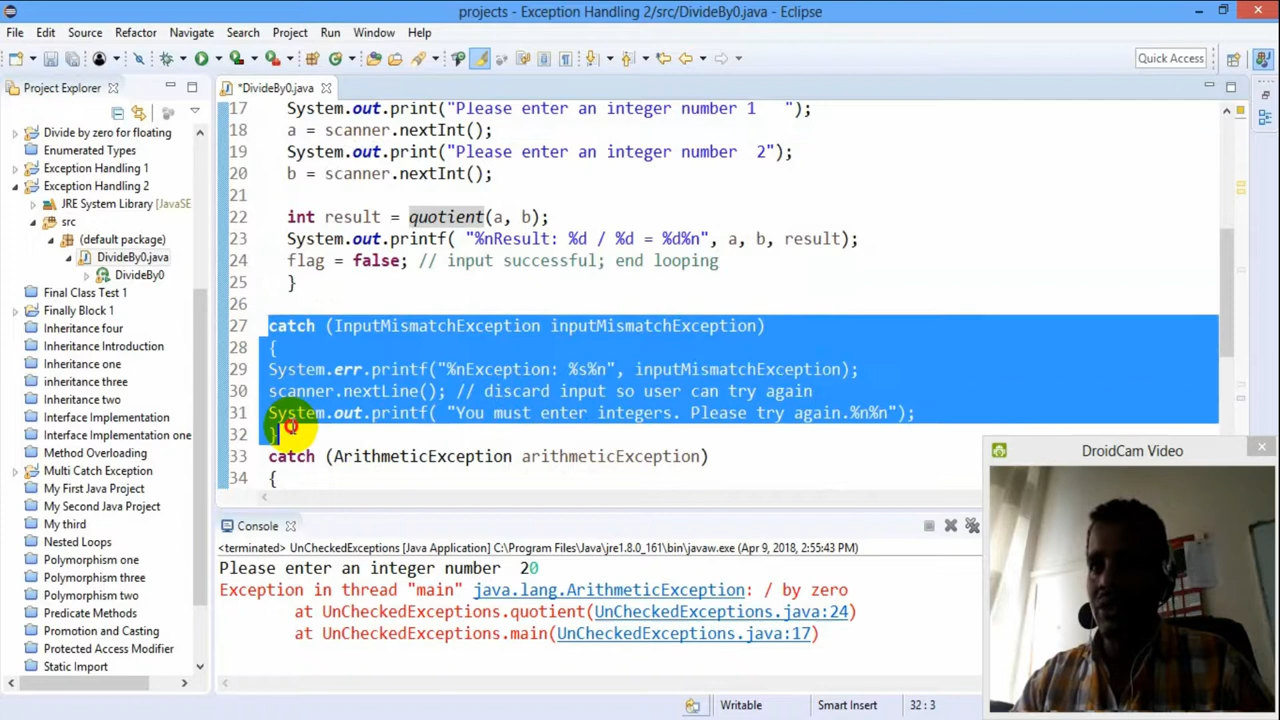 projects - Exception Handling 2/src/DivideBy0.java - Eclipse
File Edit Source Refactor Navigate Search Project Run Window Help
Quick Access
Project Explorer
*DivideBy0.java
Divide by zero for floating
Enumerated Types
Exception Handling 1
Exception Handling 2
JRE System Library [JavaSE
src
(default package)
DivideBy0.java
DivideBy0
Final Class Test 1
Finally Block 1
Inheritance four
Inheritance Introduction
Inheritance one
inheritance three
Inheritance two
Interface Implementation
Interface Implementation one
Method Overloading
Multi Catch Exception
My First Java Project
My Second Java Project
My third
Nested Loops
Polymorphism one
Polymorphism three
Polymorphism two
Predicate Methods
Promotion and Casting
Protected Access Modifier
Static Import
17 System.out.print("Please enter an integer number 1   ");
18 a = scanner.nextInt();
19 System.out.print("Please enter an integer number  2");
20 b = scanner.nextInt();
21
22 int result = quotient(a, b);
23 System.out.printf( "%nResult: %d / %d = %d%n", a, b, result);
24 flag = false; // input successful; end looping
25 }
26
27 catch (InputMismatchException inputMismatchException)
28 {
29 System.err.printf("%nException: %s%n", inputMismatchException);
30 scanner.nextLine(); // discard input so user can try again
31 System.out.printf( "You must enter integers. Please try again.%n%n");
32 }
33 catch (ArithmeticException arithmeticException)
34 {
Console
<terminated> UnCheckedExceptions [Java Application] C:\Program Files\Java\jre1.8.0_161\bin\javaw.exe (Apr 9, 2018, 2:55:43 PM)
Please enter an integer number  20
Exception in thread "main" java.lang.ArithmeticException: / by zero
at UnCheckedExceptions.quotient(UnCheckedExceptions.java:24)
at UnCheckedExceptions.main(UnCheckedExceptions.java:17)
DroidCam Video
Writable Smart Insert 32 : 3